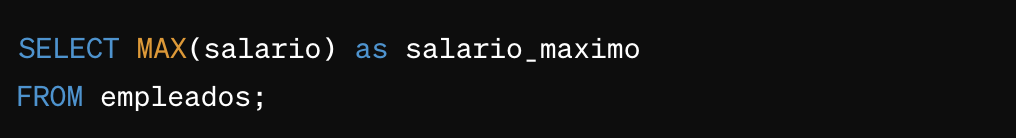 SELECT MAX(salario) as salario_maximo
FROM empleados;